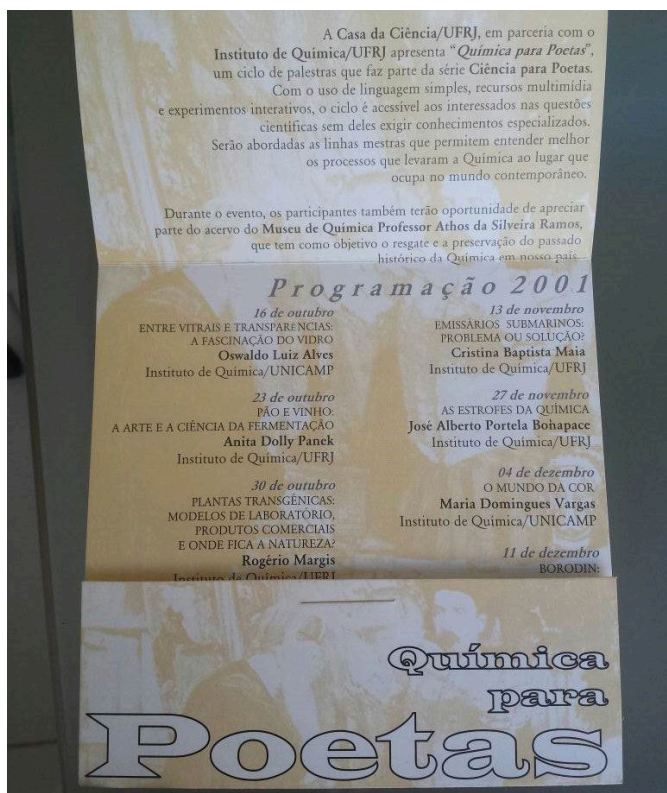 A Casa da Ciência/UFRJ, em parceria com o
Instituto de Química/UFRJ apresenta “Química para Poetas”,
um ciclo de palestras que faz parte da série Ciência para Poetas.
Com o uso de linguagem simples, recursos multimídia
e experimentos interativos, o ciclo é acessível aos interessados nas questões
científicas sem deles exigir conhecimentos especializados.
Serão abordadas as linhas mestras que permitem entender melhor
os processos que levaram a Química ao lugar que
ocupa no mundo contemporâneo.
Durante o evento, os participantes também terão oportunidade de apreciar
parte do acervo do Museu de Química Professor Athos da Silveira Ramos,
que tem como objetivo o resgate e a preservação do passado
histórico da Química em nosso país.
Programação 2001
16 de outubro
ENTRE VITRAIS E TRANSPARÊNCIAS:
A FASCINAÇÃO DO VIDRO
Oswaldo Luiz Alves
Instituto de Química/UNICAMP
23 de outubro
PÃO E VINHO:
A ARTE E A CIÊNCIA DA FERMENTAÇÃO
Anita Dolly Panek
Instituto de Química/UFRJ
30 de outubro
PLANTAS TRANSGÊNICAS:
MODELOS DE LABORATÓRIO,
PRODUTOS COMERCIAIS
E ONDE FICA A NATUREZA?
Rogério Margis
Instituto de Química/UFRJ
13 de novembro
EMISSÁRIOS SUBMARINOS:
PROBLEMA OU SOLUÇÃO?
Cristina Baptista Maia
Instituto de Química/UFRJ
27 de novembro
AS ESTROFES DA QUÍMICA
José Alberto Portela Bonapace
Instituto de Química/UFRJ
04 de dezembro
O MUNDO DA COR
Maria Domingues Vargas
Instituto de Química/UNICAMP
11 de dezembro
BORODIN:
Química
para
Poetas